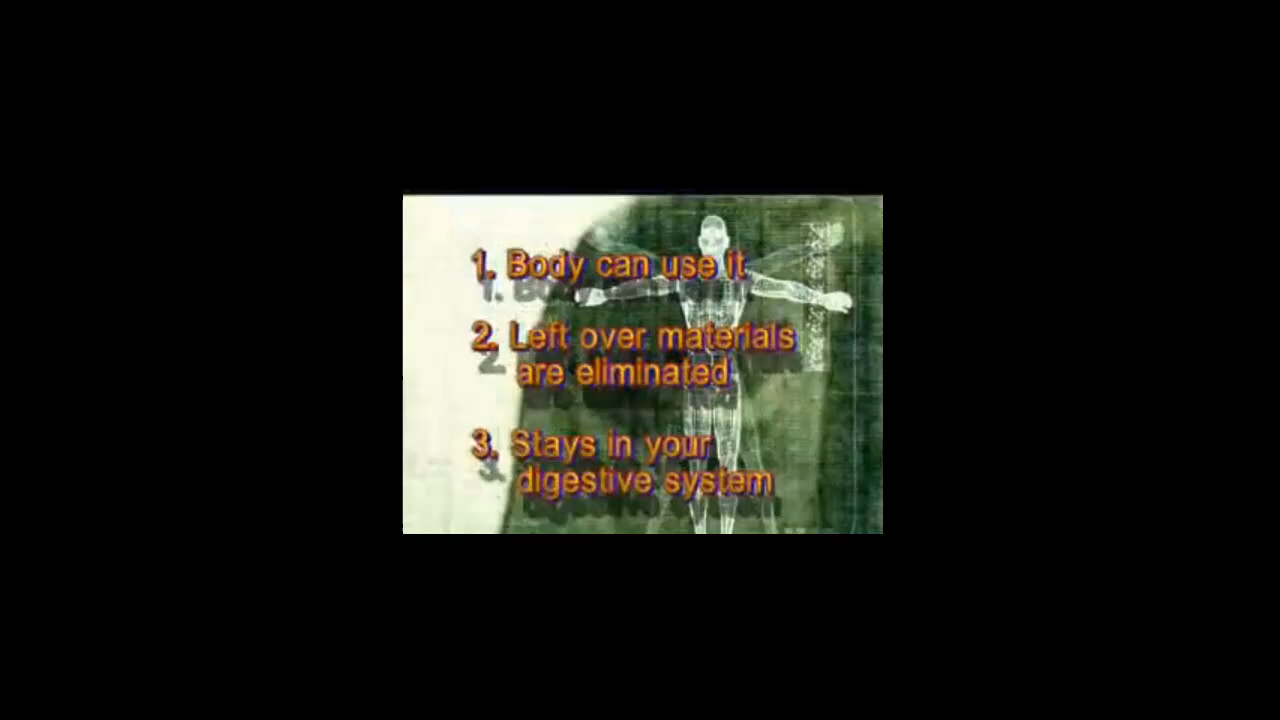 1. Body can use it
2. Left over materials
are eliminated
3. Stays in your
digestive system